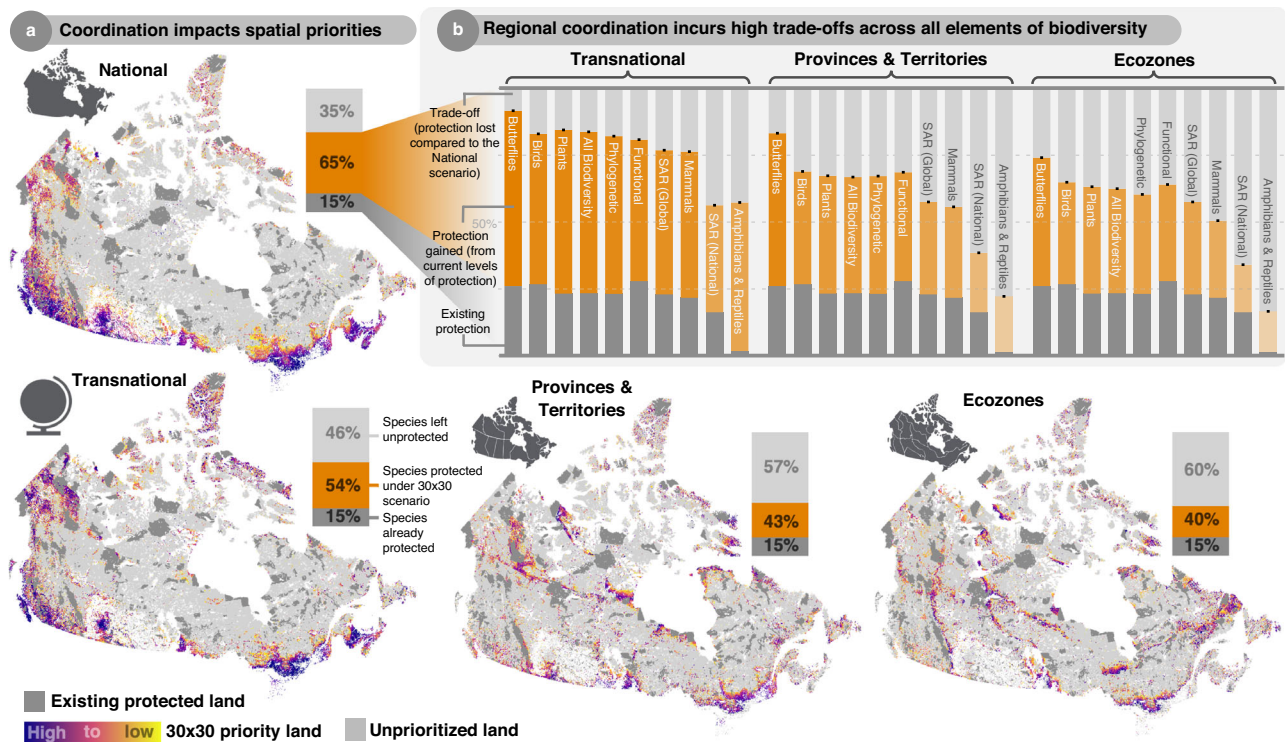 a Coordination impacts spatial priorities
National
35%
65%
15%
b Regional coordination incurs high trade-offs across all elements of biodiversity
Transnational
Provinces & Territories
Ecozones
Trade-off
(protection lost
compared to the
National
scenario)
Protection
gained (from
current levels
of protection)
Existing
protection
50%
Butterflies
Birds
Plants
All Biodiversity
Phylogenetic
Functional
SAR (Global)
Mammals
SAR (National)
Amphibians & Reptiles
Butterflies
Birds
Plants
All Biodiversity
Phylogenetic
Functional
SAR (Global)
Mammals
SAR (National)
Amphibians & Reptiles
Butterflies
Birds
Plants
All Biodiversity
Phylogenetic
Functional
SAR (Global)
Mammals
SAR (National)
Amphibians & Reptiles
Transnational
46%
54%
15%
Species left
unprotected
Species protected
under 30x30
scenario
Species
already
protected
Provinces &
Territories
57%
43%
15%
Ecozones
60%
40%
15%
Existing protected land
High to low 30x30 priority land
Unprioritized land